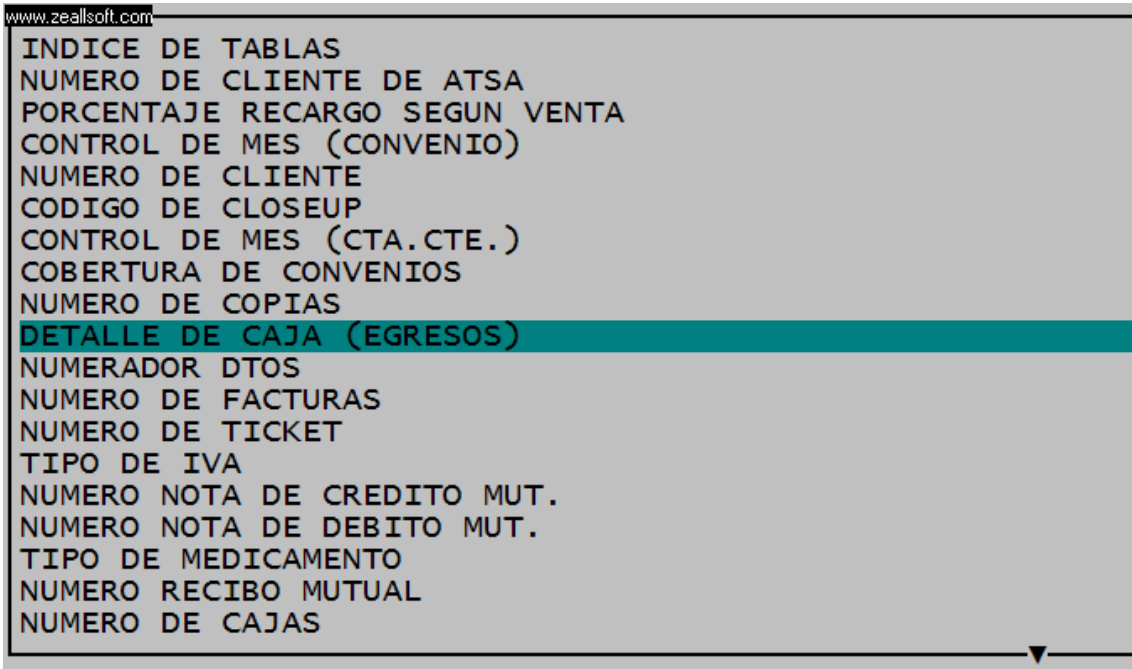 www.zeallsoft.com
INDICE DE TABLAS
NUMERO DE CLIENTE DE ATSA
PORCENTAJE RECARGO SEGUN VENTA
CONTROL DE MES (CONVENIO)
NUMERO DE CLIENTE
CODIGO DE CLOSEUP
CONTROL DE MES (CTA.CTE.)
COBERTURA DE CONVENIOS
NUMERO DE COPIAS
DETALLE DE CAJA (EGRESOS)
NUMERADOR DTOS
NUMERO DE FACTURAS
NUMERO DE TICKET
TIPO DE IVA
NUMERO NOTA DE CREDITO MUT.
NUMERO NOTA DE DEBITO MUT.
TIPO DE MEDICAMENTO
NUMERO RECIBO MUTUAL
NUMERO DE CAJAS